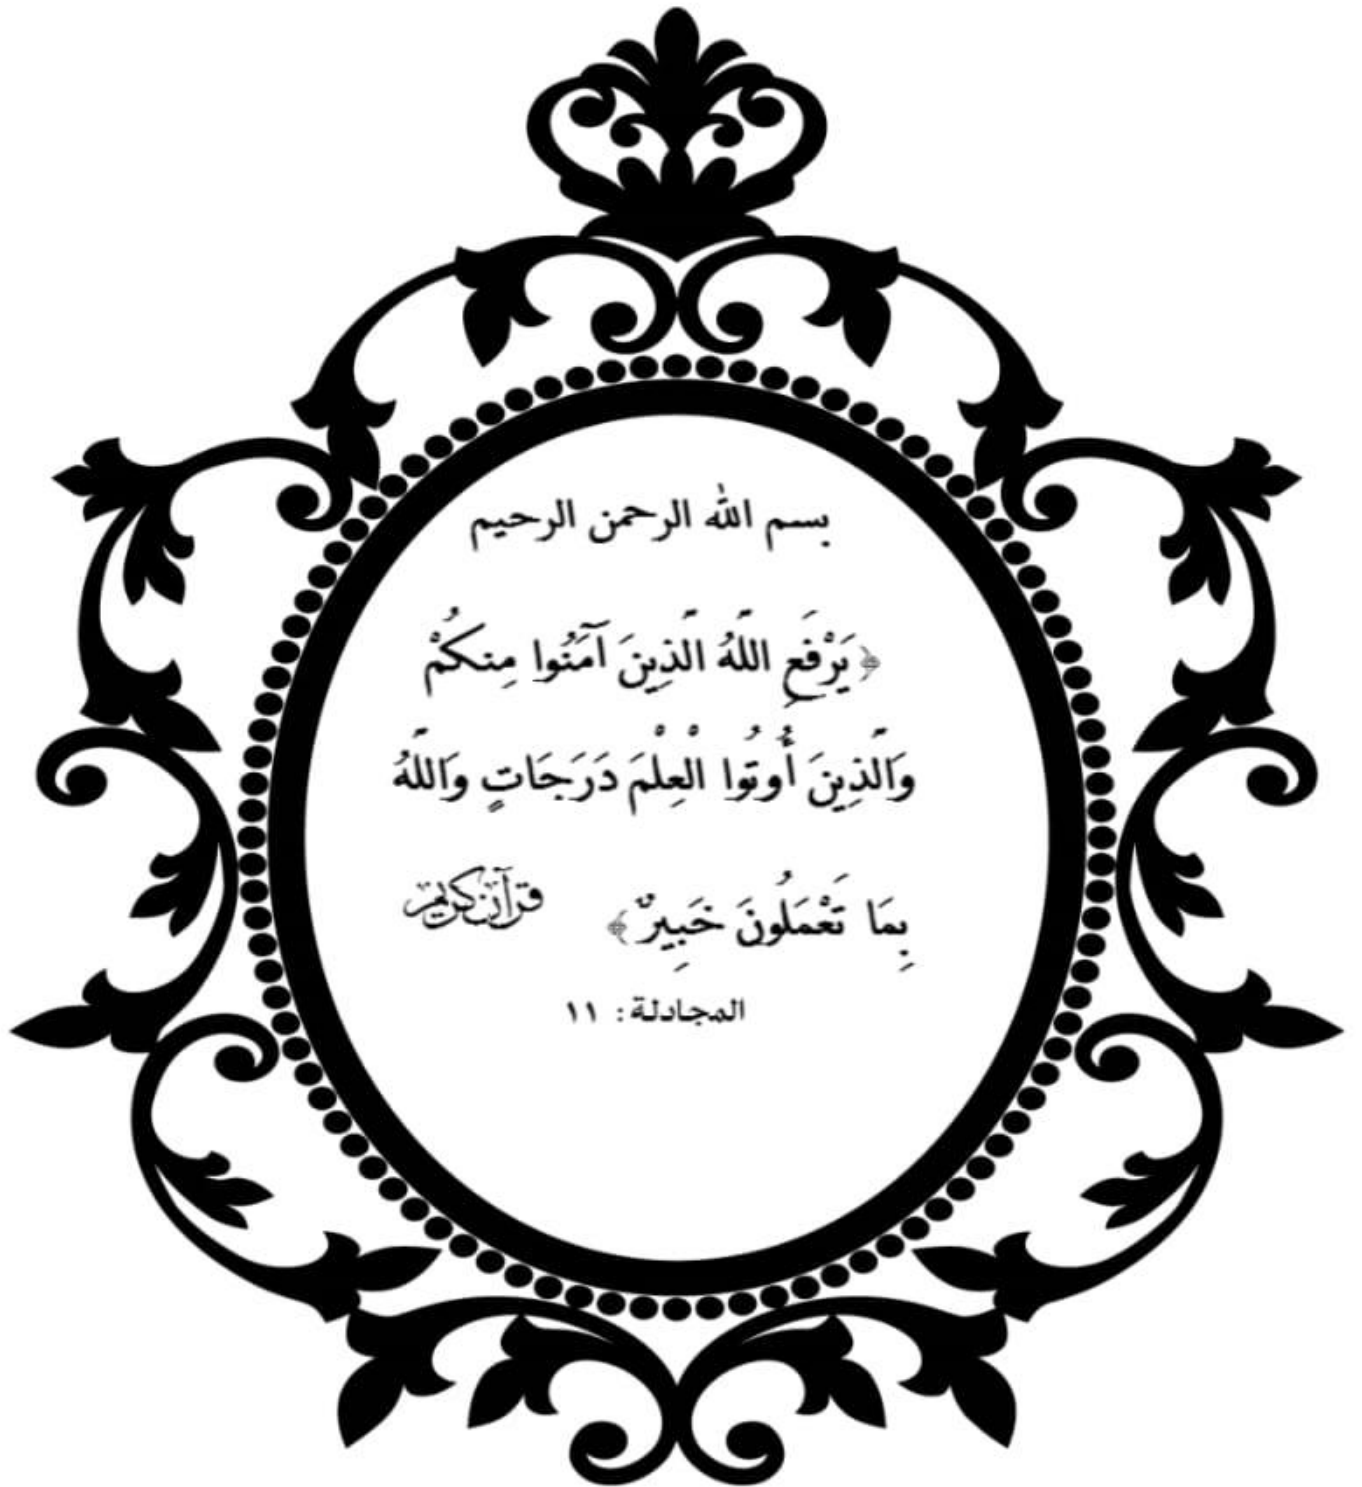 بسم الله الرحمن الرحيم
﴿يَرْفَعِ اللَّهُ الَّذِينَ آمَنُوا مِنكُمْ
وَالَّذِينَ أُوتُوا الْعِلْمَ دَرَجَاتٍ وَاللَّهُ
بِمَا تَعْمَلُونَ خَبِيرٌ﴾ قرآن كريم
المجادلة: ١١